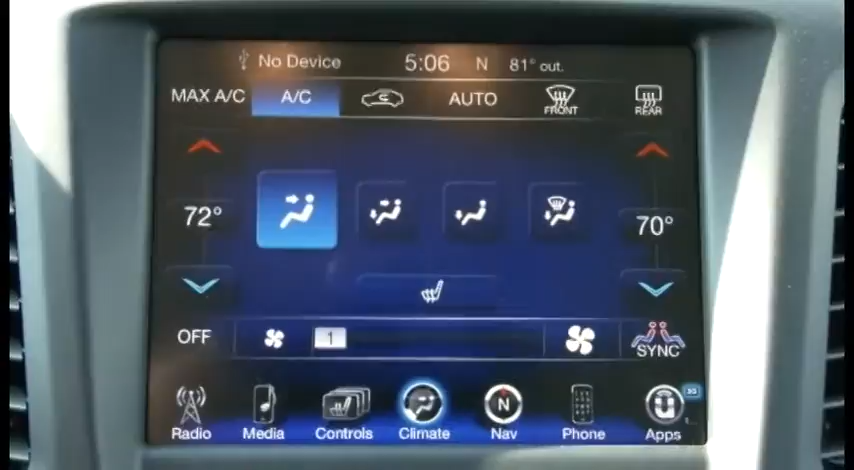 No Device 5:06 N 81° out.
MAX A/C A/C AUTO FRONT REAR
72° 70°
OFF 1 SYNC
Radio Media Controls Climate N Nav Phone Apps